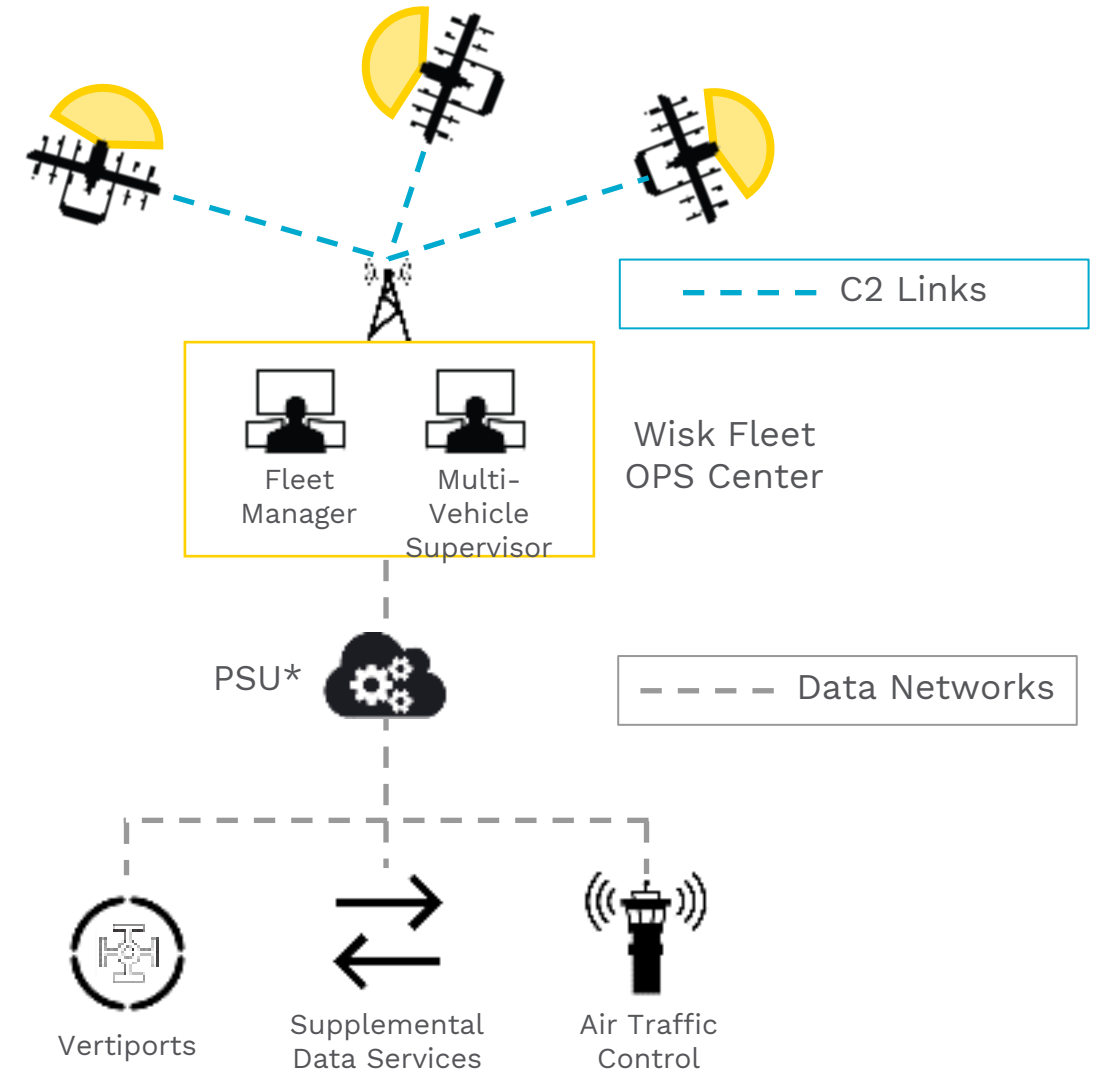 C2 Links
Wisk Fleet
OPS Center
Fleet
Manager
Multi-
Vehicle
Supervisor
PSU*
Data Networks
Vertiports
Supplemental
Data Services
Air Traffic
Control